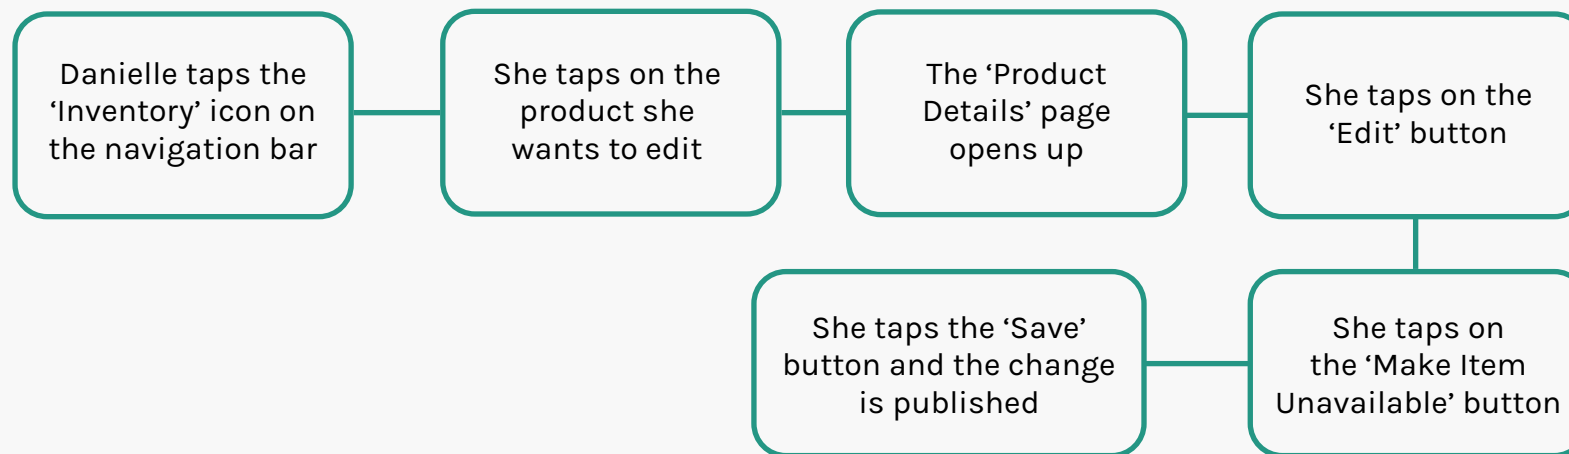 Danielle taps the
‘Inventory’ icon on
the navigation bar
She taps on the
product she
wants to edit
The ‘Product
Details’ page
opens up
She taps on the
‘Edit’ button
She taps on
the ‘Make Item
Unavailable’ button
She taps the ‘Save’
button and the change
is published